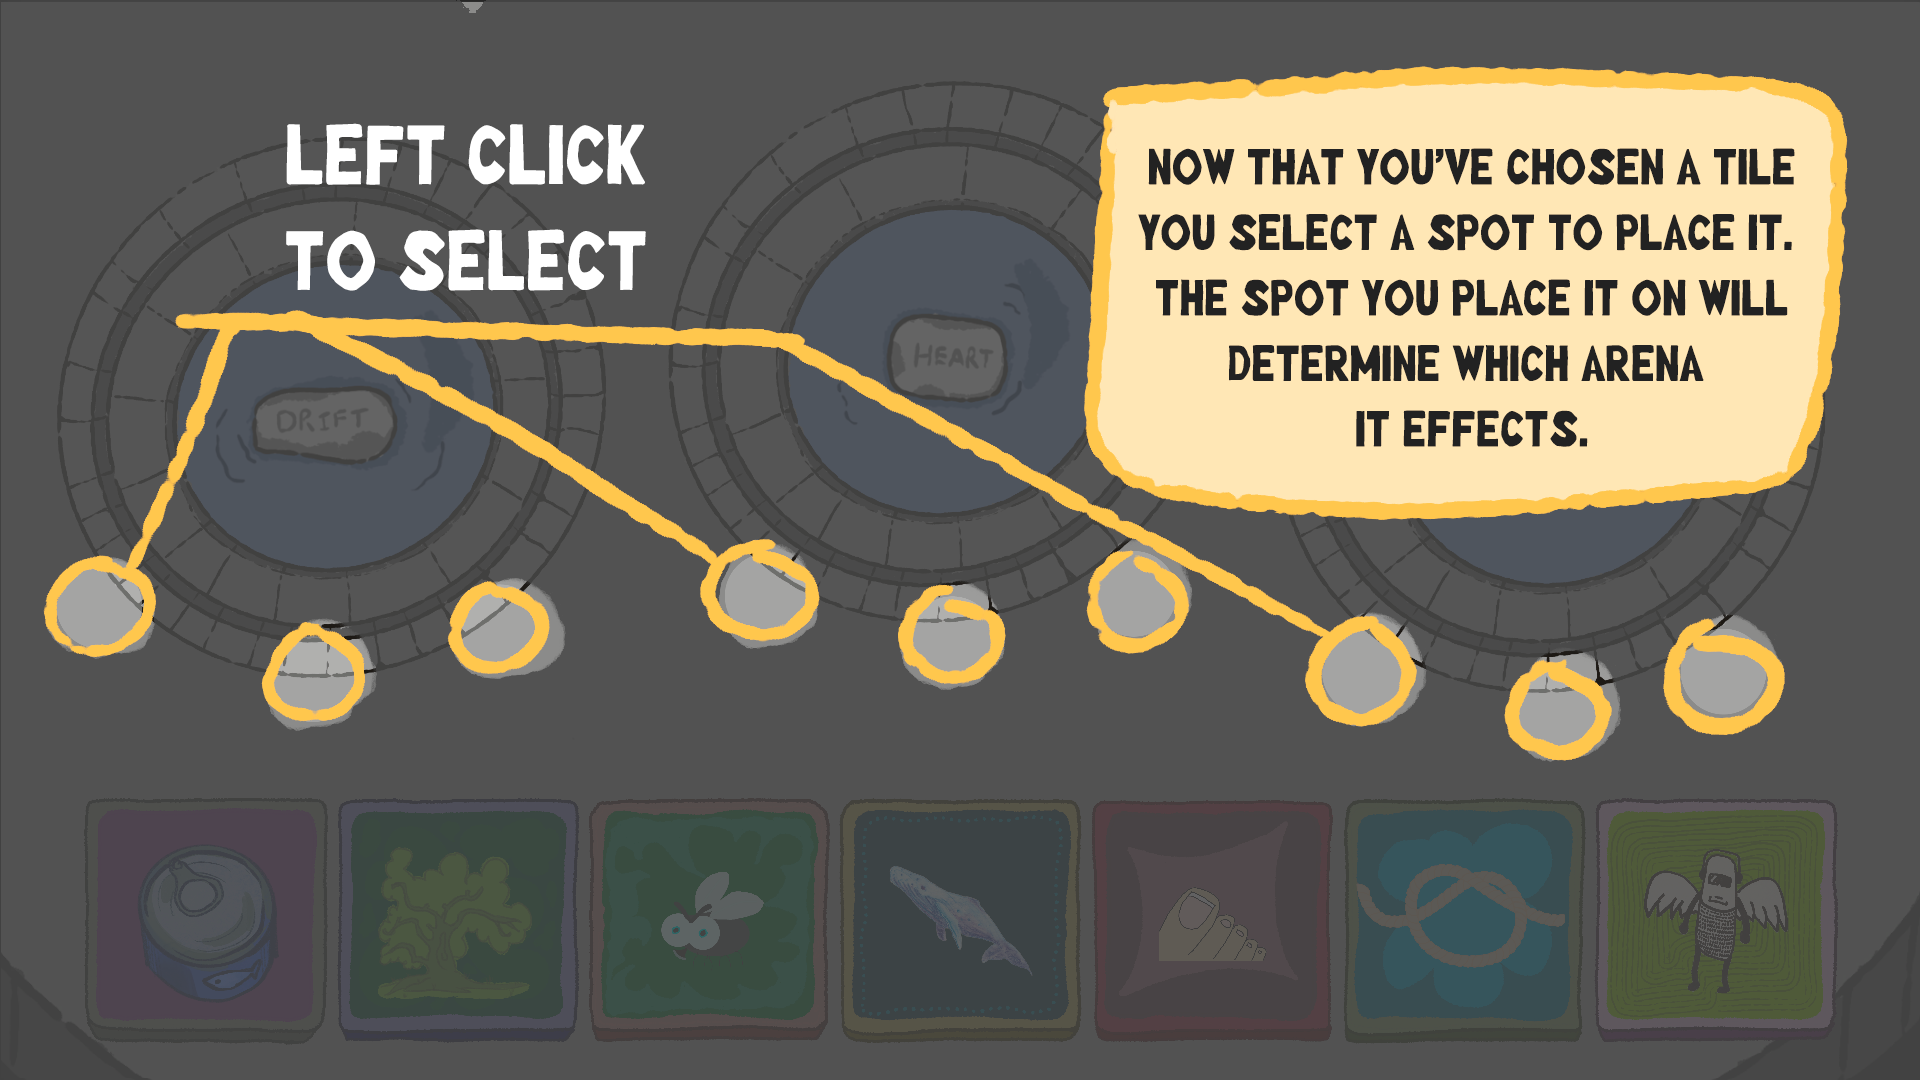 LEFT CLICK
TO SELECT
NOW THAT YOU'VE CHOSEN A TILE
YOU SELECT A SPOT TO PLACE IT.
THE SPOT YOU PLACE IT ON WILL
DETERMINE WHICH ARENA
IT EFFECTS.
DRIFT
HEART